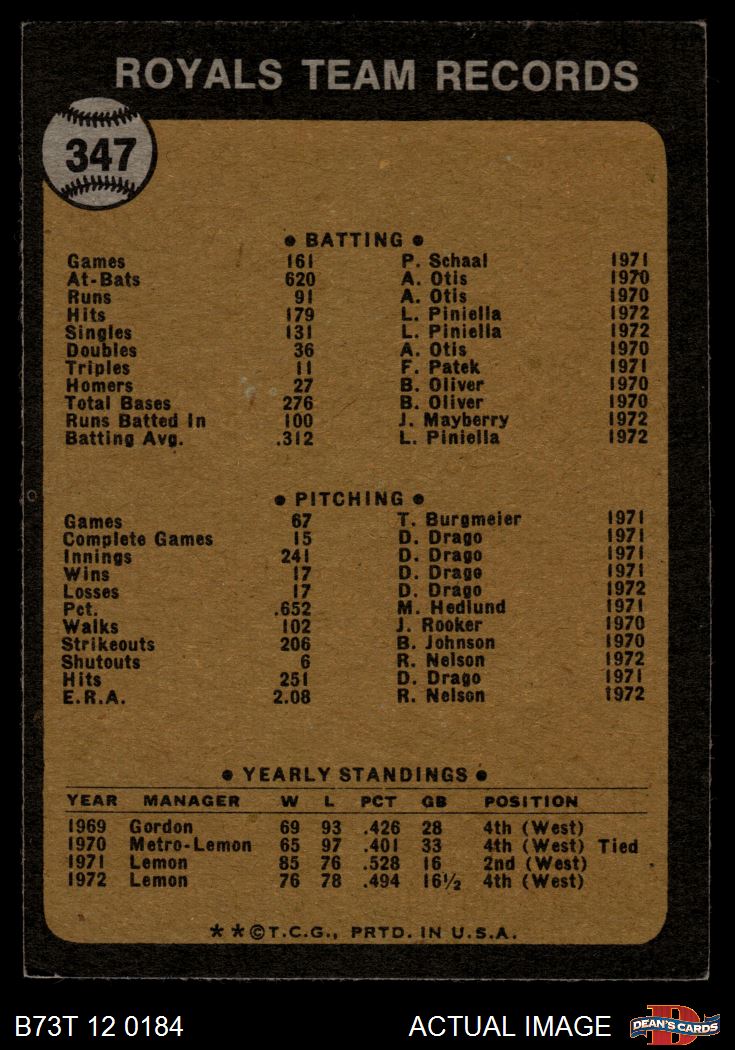 ROYALS TEAM RECORDS
347
• BATTING •
Games 161 P. Schaal 1971
At-Bats 620 A. Otis 1970
Runs 91 A. Otis 1970
Hits 179 L. Piniella 1972
Singles 131 L. Piniella 1972
Doubles 36 A. Otis 1970
Triples 11 F. Patek 1971
Homers 27 B. Oliver 1970
Total Bases 276 B. Oliver 1970
Runs Batted In 100 J. Mayberry 1972
Batting Avg. .312 L. Piniella 1972
• PITCHING •
Games 67 T. Burgmeier 1971
Complete Games 15 D. Drago 1971
Innings 241 D. Drago 1971
Wins 17 D. Drago 1971
Losses 17 D. Drago 1972
Pct. .652 M. Hedlund 1971
Walks 102 J. Rooker 1970
Strikeouts 206 B. Johnson 1970
Shutouts 6 R. Nelson 1972
Hits 251 D. Drago 1971
E.R.A. 2.08 R. Nelson 1972
• YEARLY STANDINGS •
YEAR MANAGER W L PCT GB POSITION
1969 Gordon 69 93 .426 28 4th (West)
1970 Metro-Lemon 65 97 .401 33 4th (West) Tied
1971 Lemon 85 76 .528 16 2nd (West)
1972 Lemon 76 78 .494 16½ 4th (West)
**©T.C.G., PRTD. IN U.S.A.
B73T 12 0184 ACTUAL IMAGE DEAN'S CARDS